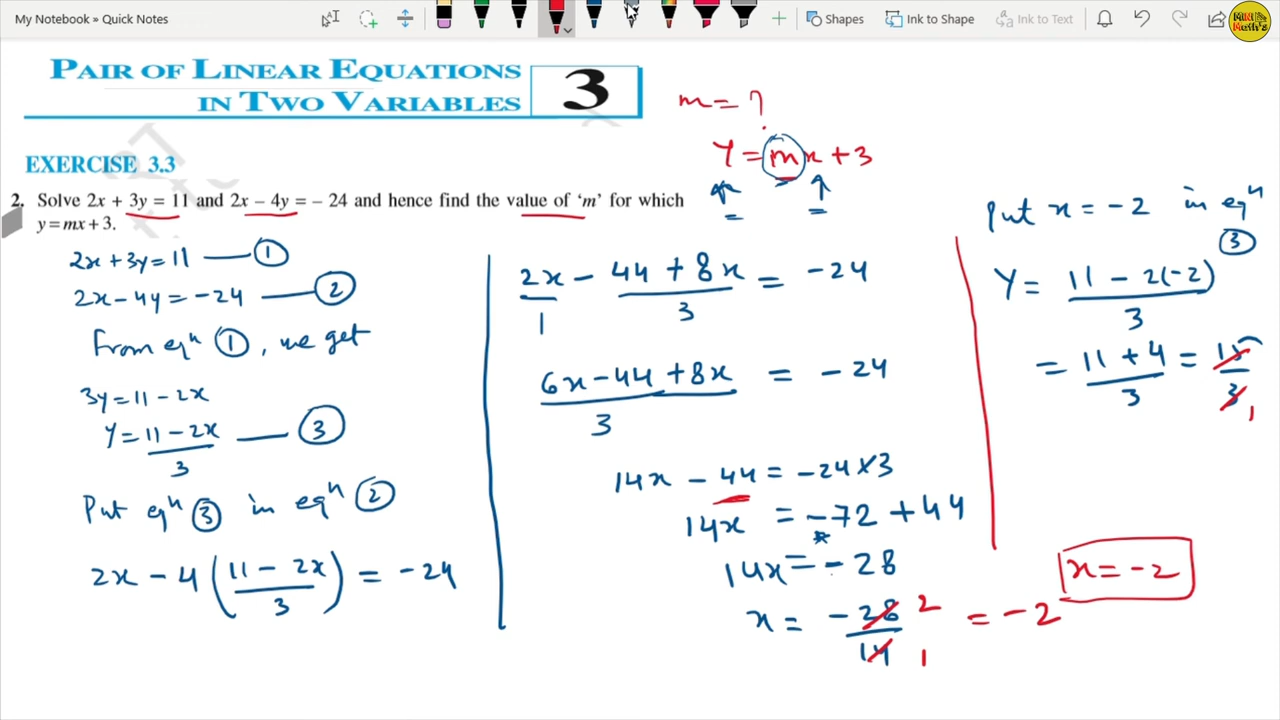 My Notebook » Quick Notes
Shapes
Ink to Shape
Ink to Text
MiNi Math's
PAIR OF LINEAR EQUATIONS
IN TWO VARIABLES
3
EXERCISE 3.3
2. Solve 2x + 3y = 11 and 2x – 4y = – 24 and hence find the value of ‘m’ for which
y = mx + 3.
m = ?
Y = mx + 3
2x + 3y = 11 — ①
2x – 4y = –24 — ②
From eqⁿ ①, we get
3y = 11 – 2x
Y = 11 – 2x — ③
3
Put eqⁿ ③ in eqⁿ ②
2x – 4 ( 11 – 2x ) = –24
3
2x – 44 + 8x = –24
1 3
6x – 44 + 8x = –24
3
14x – 44 = –24×3
14x = –72 + 44
14x = –28
x = –28 2 = –2
14 1
Put x = –2 in eqⁿ
③
Y = 11 – 2(–2)
3
= 11 + 4 = 15
3 3 1
x = –2